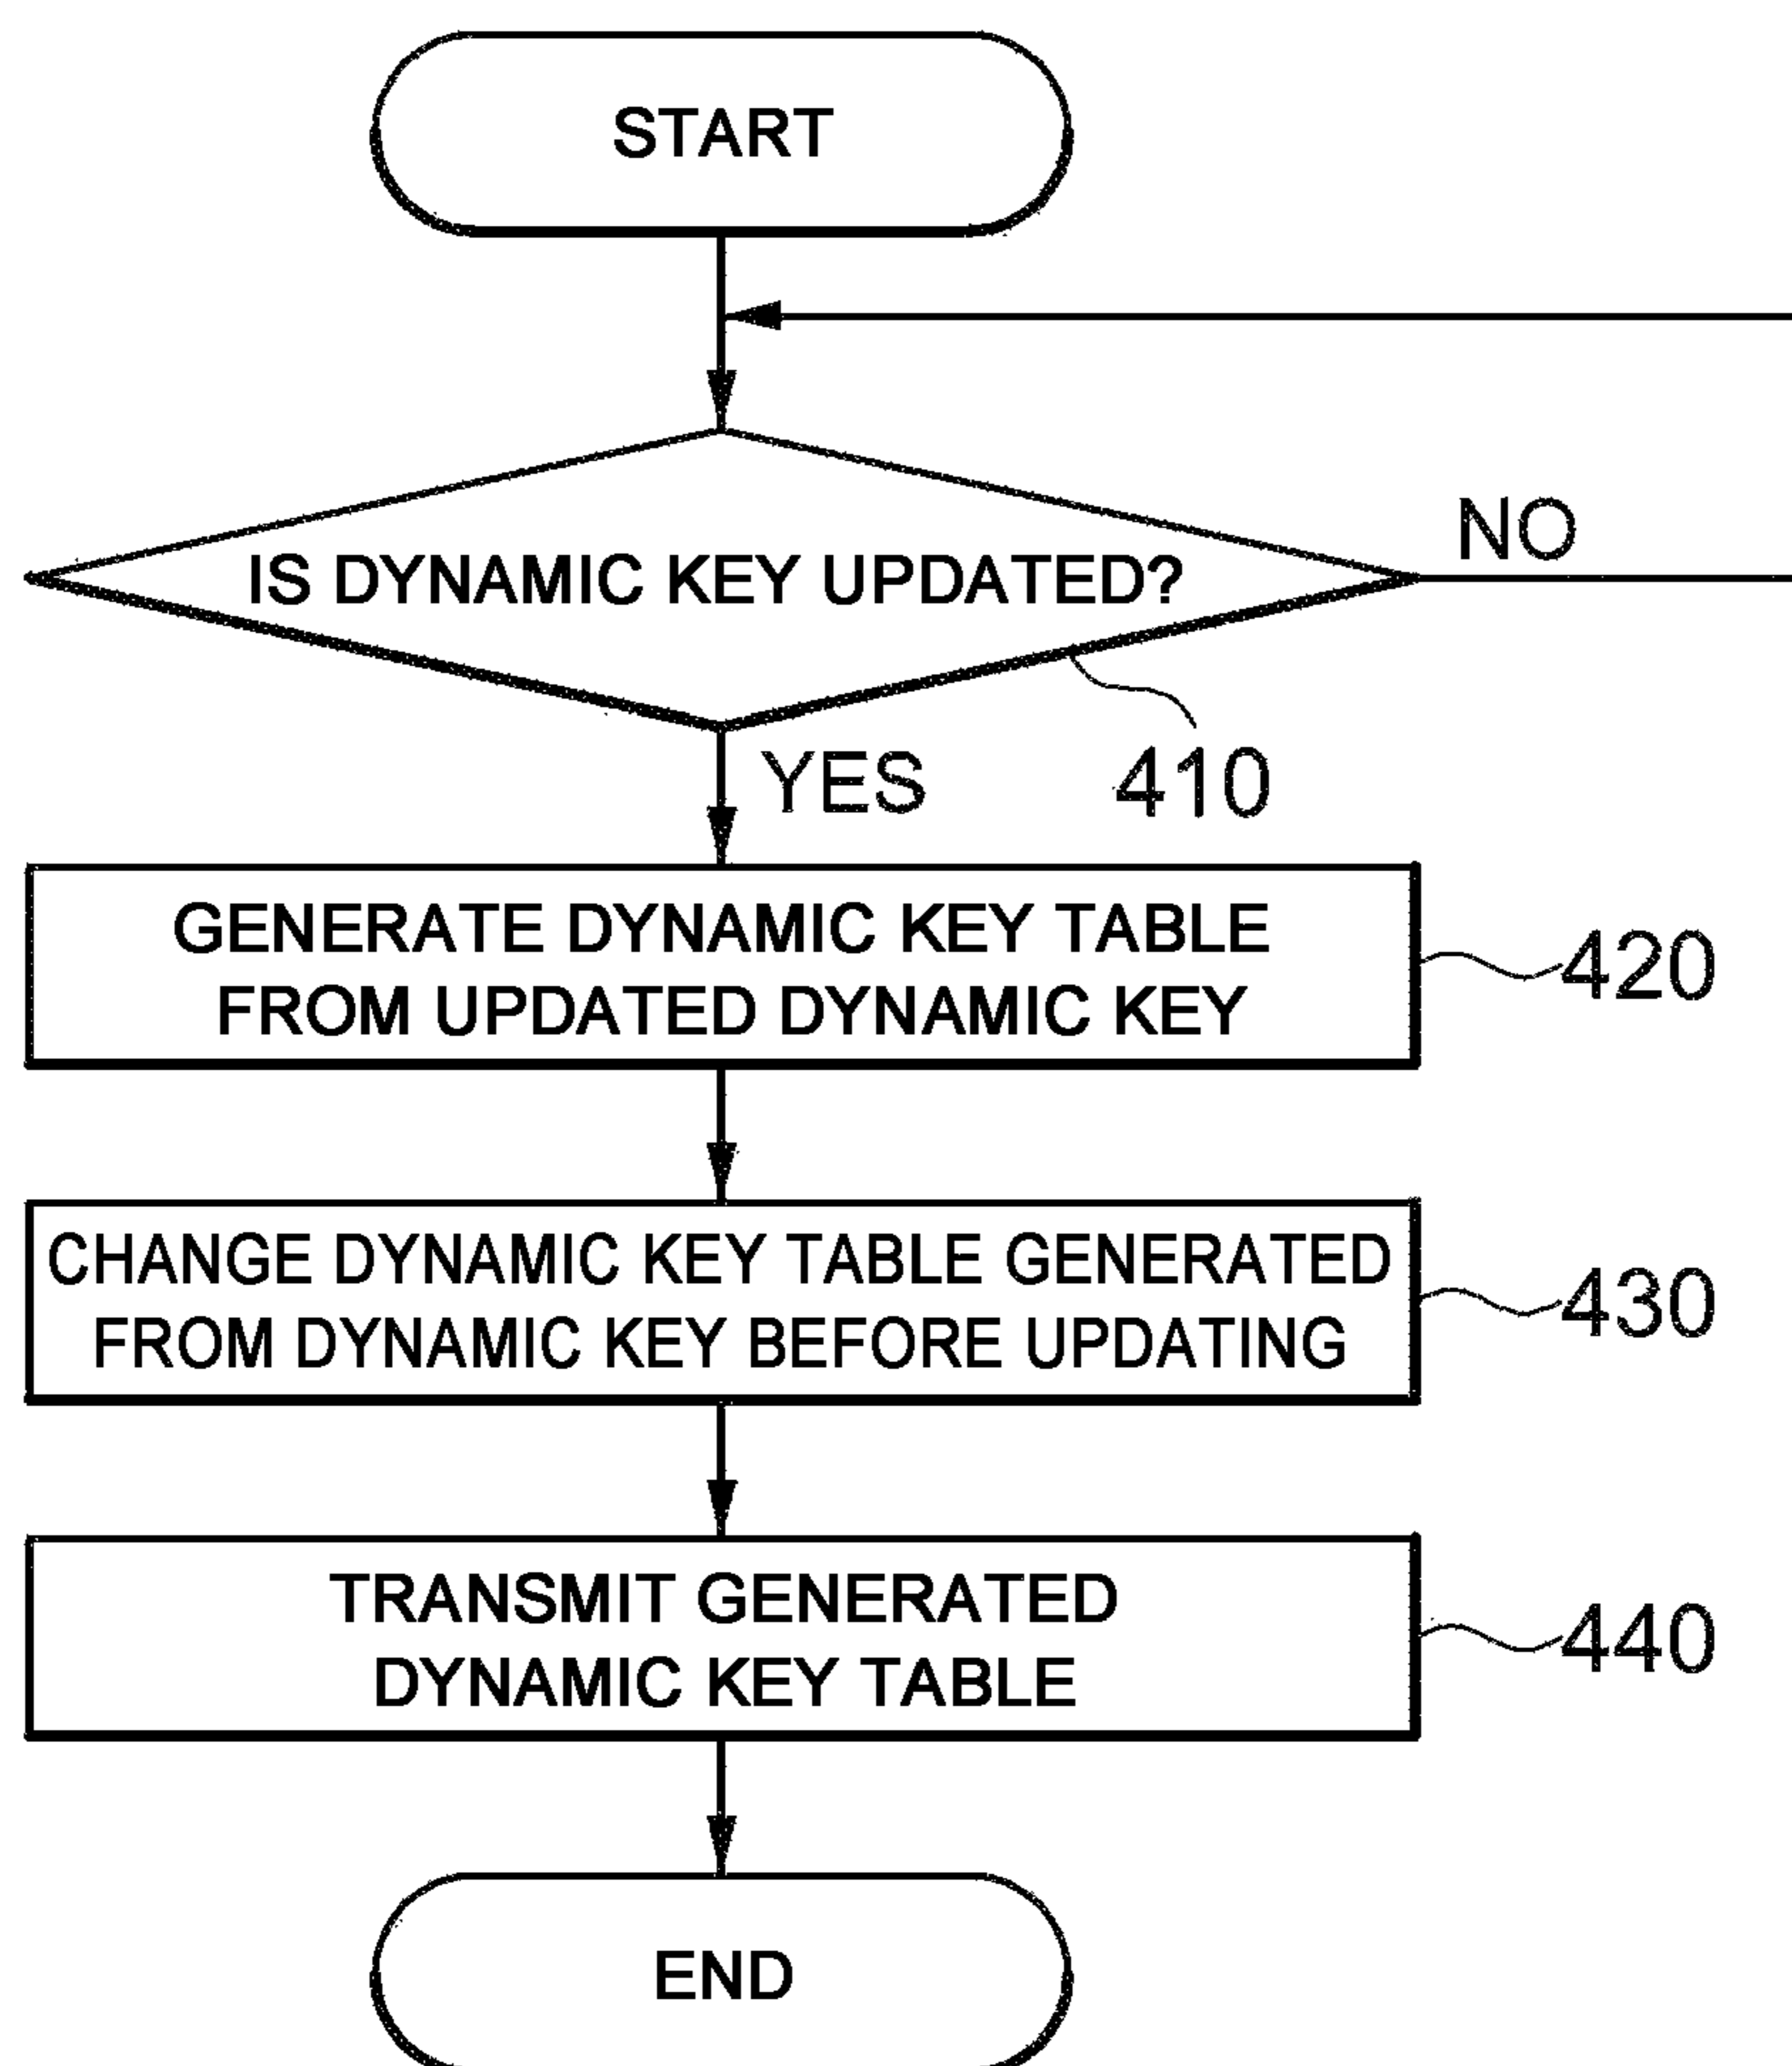 START
IS DYNAMIC KEY UPDATED?
NO
YES
410
GENERATE DYNAMIC KEY TABLE
FROM UPDATED DYNAMIC KEY
420
CHANGE DYNAMIC KEY TABLE GENERATED
FROM DYNAMIC KEY BEFORE UPDATING
430
TRANSMIT GENERATED
DYNAMIC KEY TABLE
440
END